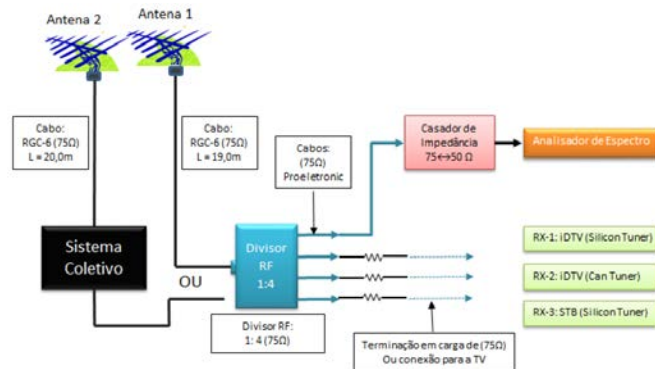 Antena 2
Antena 1
Cabo:
RGC-6 (75Ω)
L = 20,0m
Cabo:
RGC-6 (75Ω)
L = 19,0m
Cabos:
(75Ω)
Proeletronic
Casador de
Impedância
75↔50 Ω
Analisador de Espectro
Sistema
Coletivo
OU
Divisor
RF
1:4
Divisor RF:
1: 4 (75Ω)
RX-1: iDTV (Silicon Tuner)
RX-2: iDTV (Can Tuner)
RX-3: STB (Silicon Tuner)
Terminação em carga de (75Ω)
Ou conexão para a TV